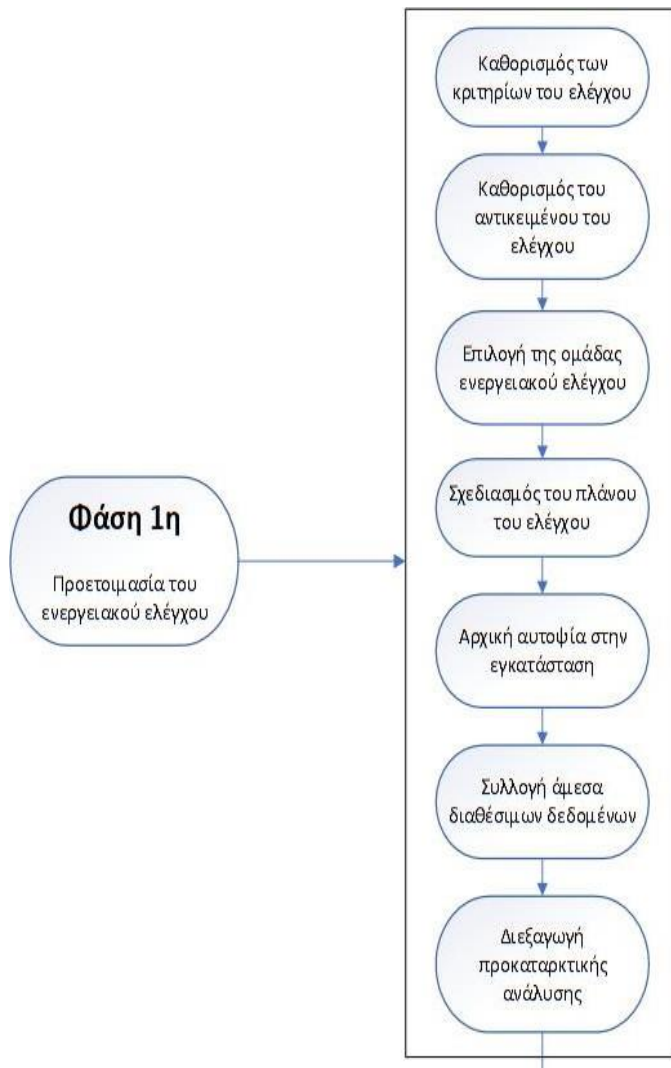 Καθορισμός των
κριτηρίων του ελέγχου
Καθορισμός του
αντικειμένου του
ελέγχου
Επιλογή της ομάδας
ενεργειακού ελέγχου
Σχεδιασμός του πλάνου
του ελέγχου
Φάση 1η
Προετοιμασία του
ενεργειακού ελέγχου
Αρχική αυτοψία στην
εγκατάσταση
Συλλογή άμεσα
διαθέσιμων δεδομένων
Διεξαγωγή
προκαταρκτικής
ανάλυσης